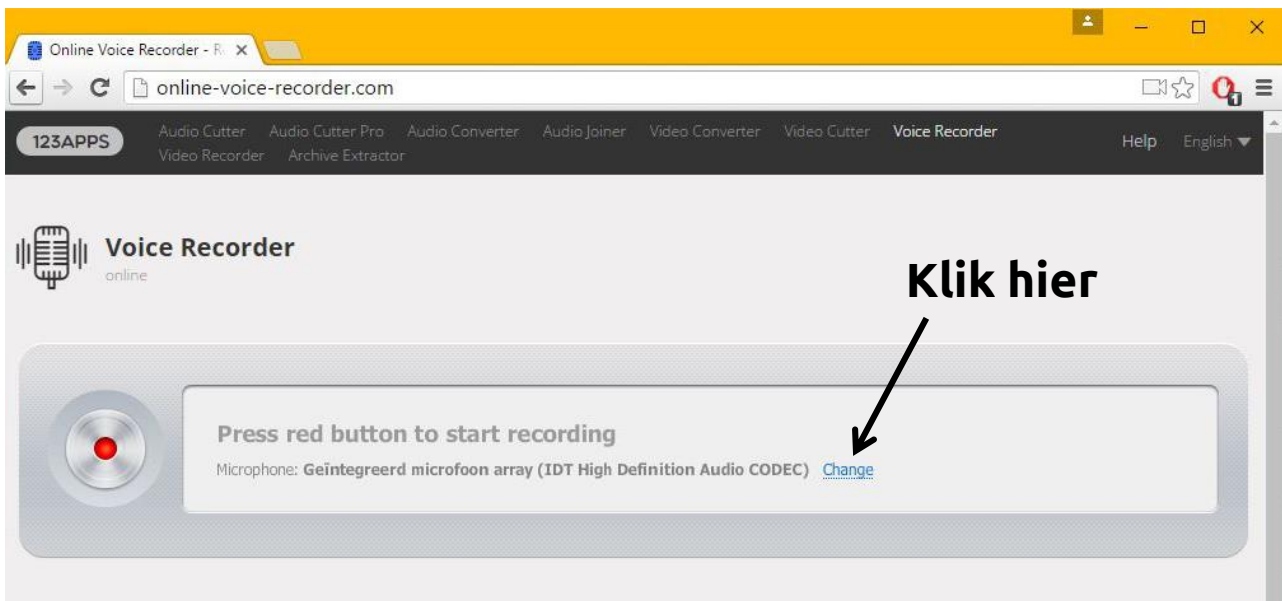 Online Voice Recorder - R
online-voice-recorder.com
1
123APPS
Audio Cutter Audio Cutter Pro Audio Converter Audio Joiner Video Converter Video Cutter Voice Recorder
Video Recorder Archive Extractor
Help English
Voice Recorder
online
Klik hier
Press red button to start recording
Microphone: Geïntegreerd microfoon array (IDT High Definition Audio CODEC) Change